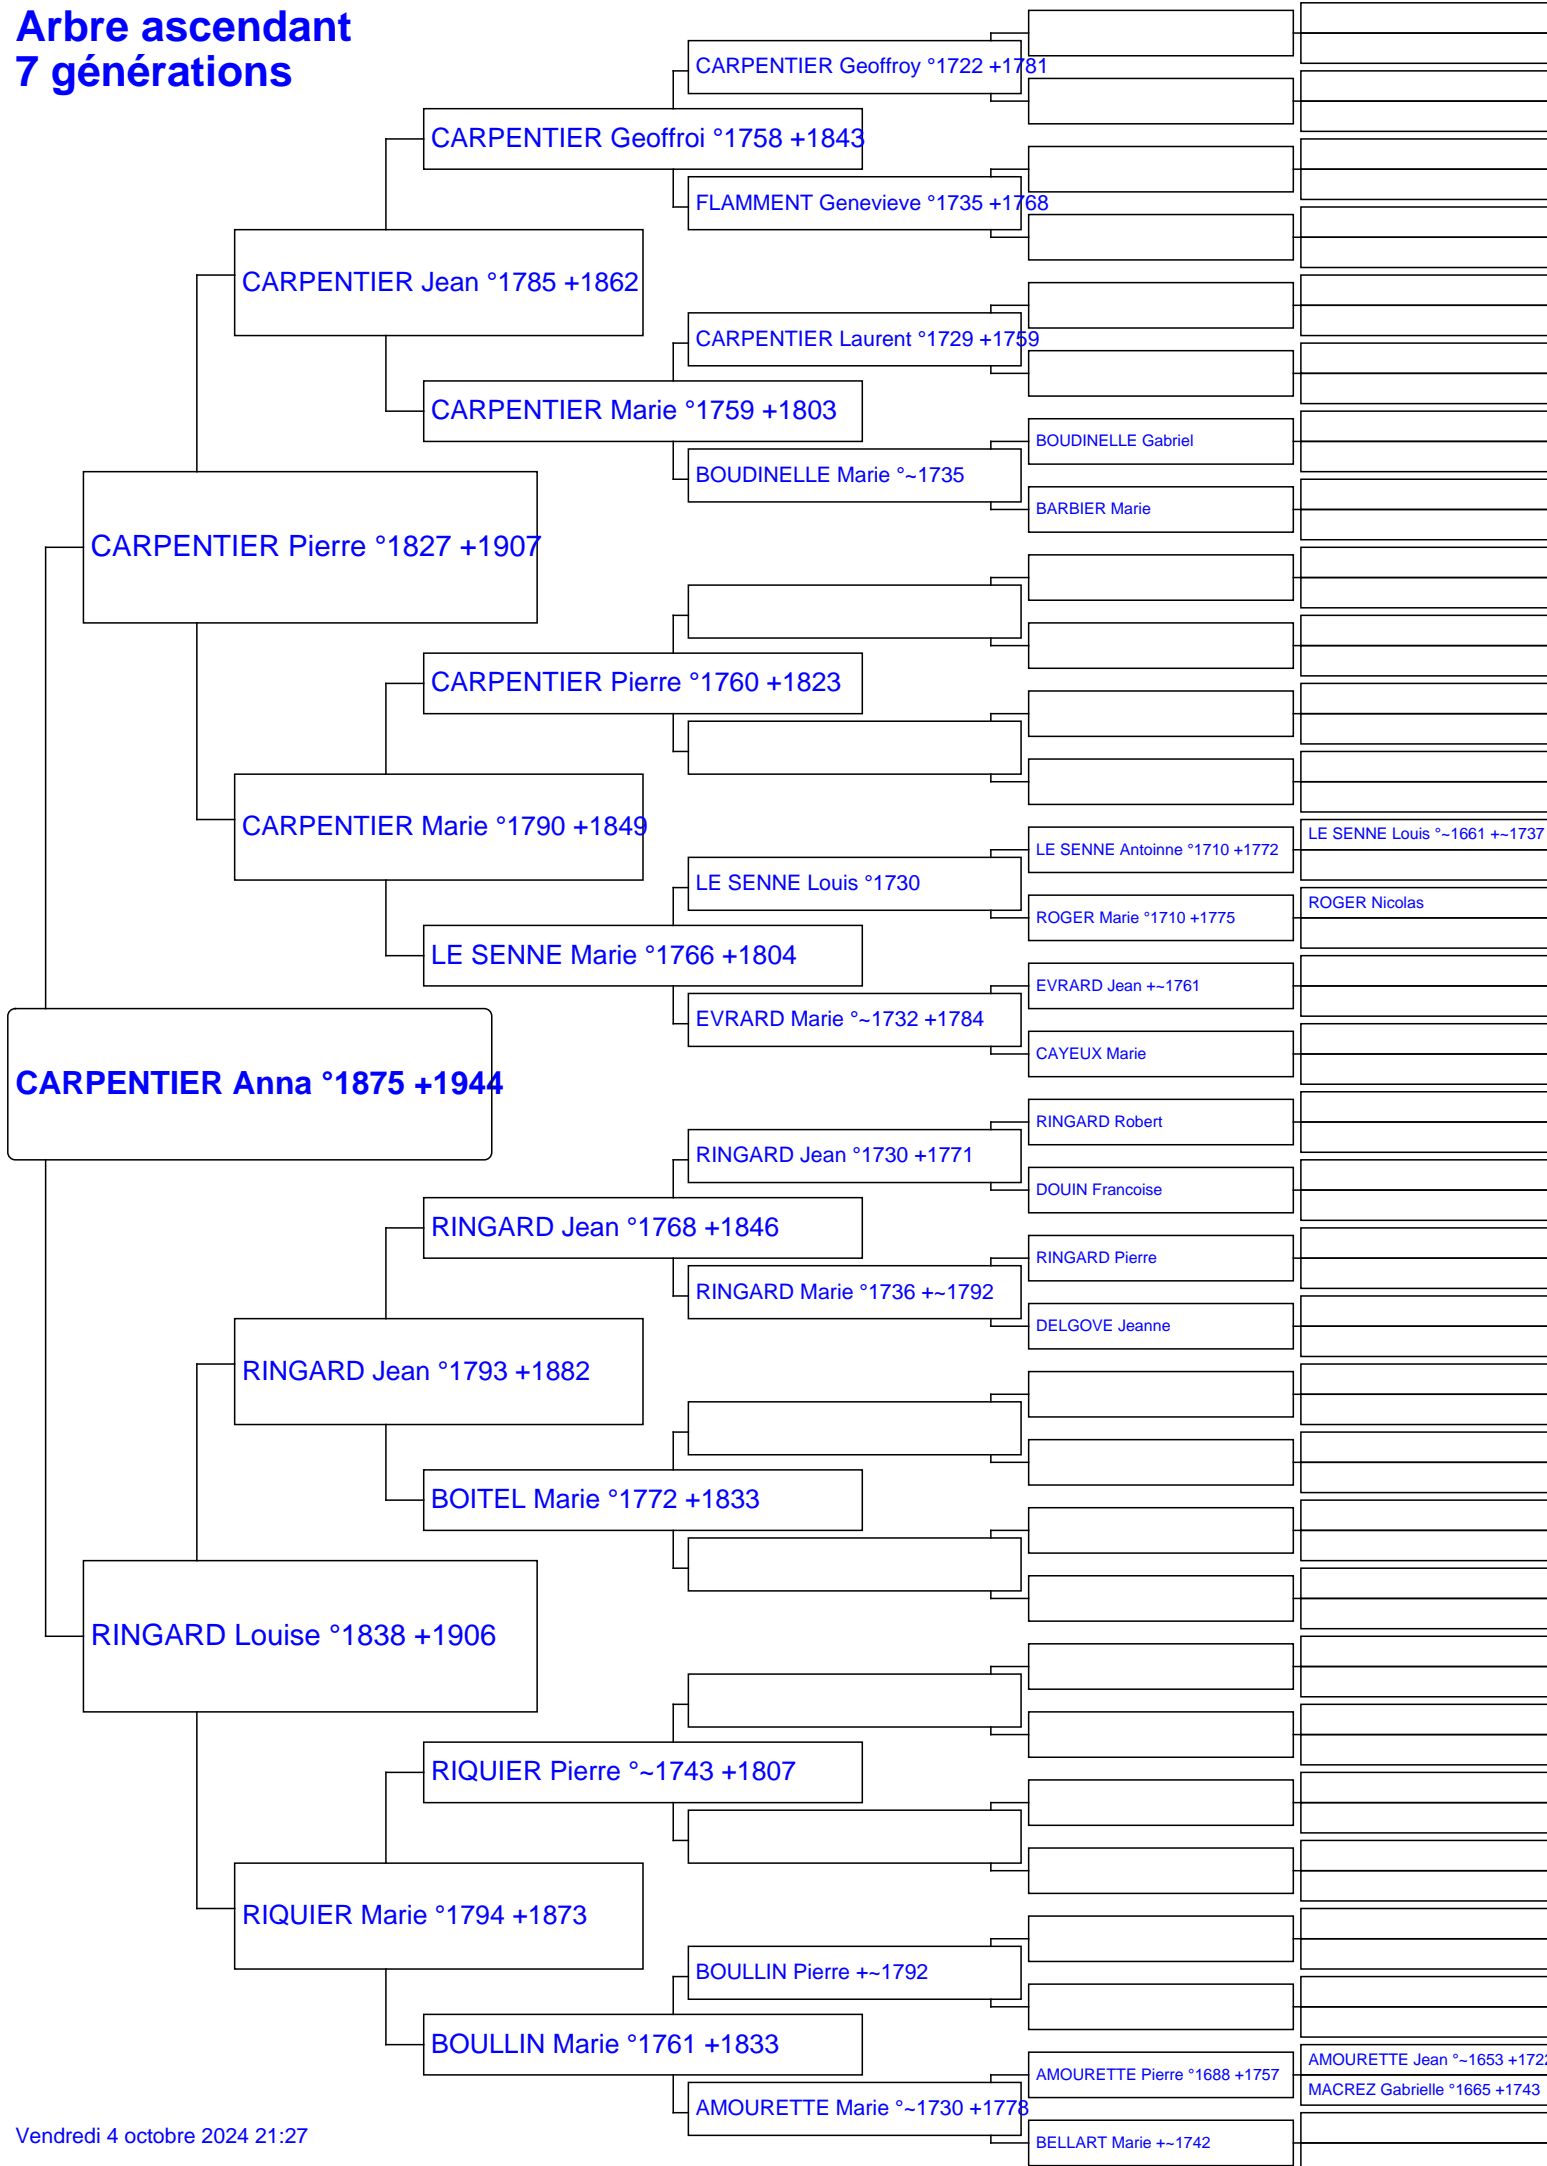 Arbre ascendant
7 générations
CARPENTIER Geoffroy °1722 +1781
CARPENTIER Geoffroi °1758 +1843
FLAMMENT Genevieve °1735 +1768
CARPENTIER Jean °1785 +1862
CARPENTIER Laurent °1729 +1759
CARPENTIER Marie °1759 +1803
BOUDINELLE Gabriel
BOUDINELLE Marie °~1735
BARBIER Marie
CARPENTIER Pierre °1827 +1907
CARPENTIER Pierre °1760 +1823
CARPENTIER Marie °1790 +1849
LE SENNE Louis °~1661 +~1737
LE SENNE Antoinne °1710 +1772
LE SENNE Louis °1730
ROGER Nicolas
ROGER Marie °1710 +1775
LE SENNE Marie °1766 +1804
EVRARD Jean +~1761
EVRARD Marie °~1732 +1784
CAYEUX Marie
CARPENTIER Anna °1875 +1944
RINGARD Robert
RINGARD Jean °1730 +1771
DOUIN Francoise
RINGARD Jean °1768 +1846
RINGARD Pierre
RINGARD Marie °1736 +~1792
DELGOVE Jeanne
RINGARD Jean °1793 +1882
BOITEL Marie °1772 +1833
RINGARD Louise °1838 +1906
RIQUIER Pierre °~1743 +1807
RIQUIER Marie °1794 +1873
BOULLIN Pierre +~1792
BOULLIN Marie °1761 +1833
AMOURETTE Jean °~1653 +1722
AMOURETTE Pierre °1688 +1757
MACREZ Gabrielle °1665 +1743
AMOURETTE Marie °~1730 +1778
BELLART Marie +~1742
Vendredi 4 octobre 2024 21:27